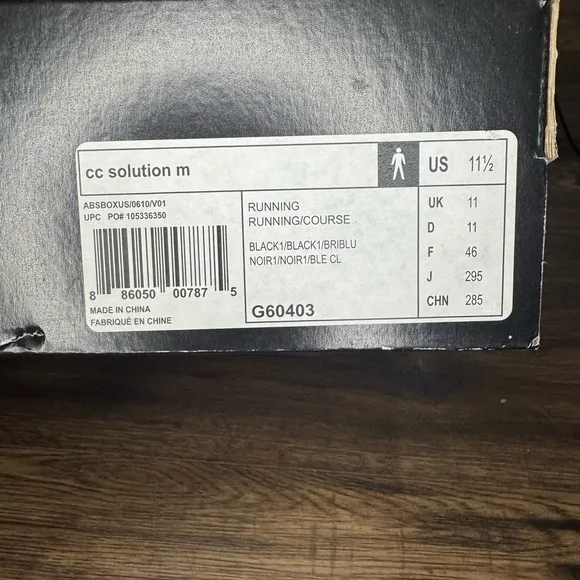 cc solution m
US 11½
ABSBOXUS/0610/V01
UPC PO# 105336350
8 86050 00787 5
MADE IN CHINA
FABRIQUÉ EN CHINE
RUNNING
RUNNING/COURSE .
BLACK1/BLACK1/BRIBLU
NOIR1/NOIR1/BLE CL
G60403
UK 11
D 11
F 46
J 295
CHN 285